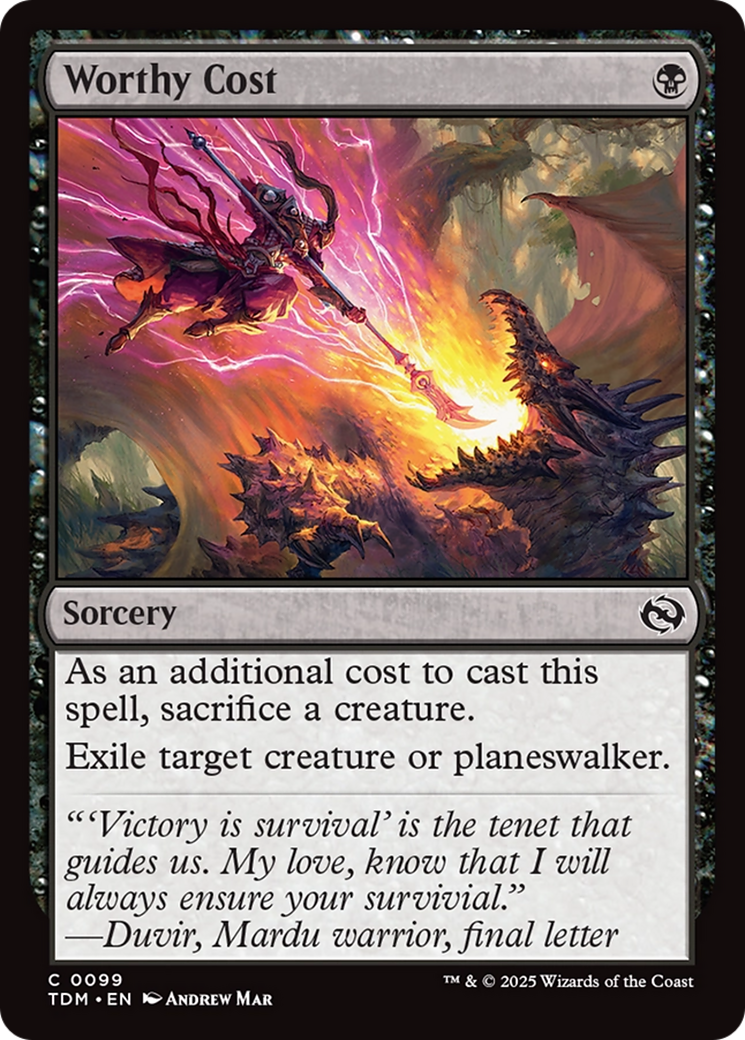 Worthy Cost
Sorcery
As an additional cost to cast this
spell, sacrifice a creature.
Exile target creature or planeswalker.
“‘Victory is survival’ is the tenet that
guides us. My love, know that I will
always ensure your survivial.”
—Duvir, Mardu warrior, final letter
C 0099
TDM • EN Andrew Mar
™ & © 2025 Wizards of the Coast